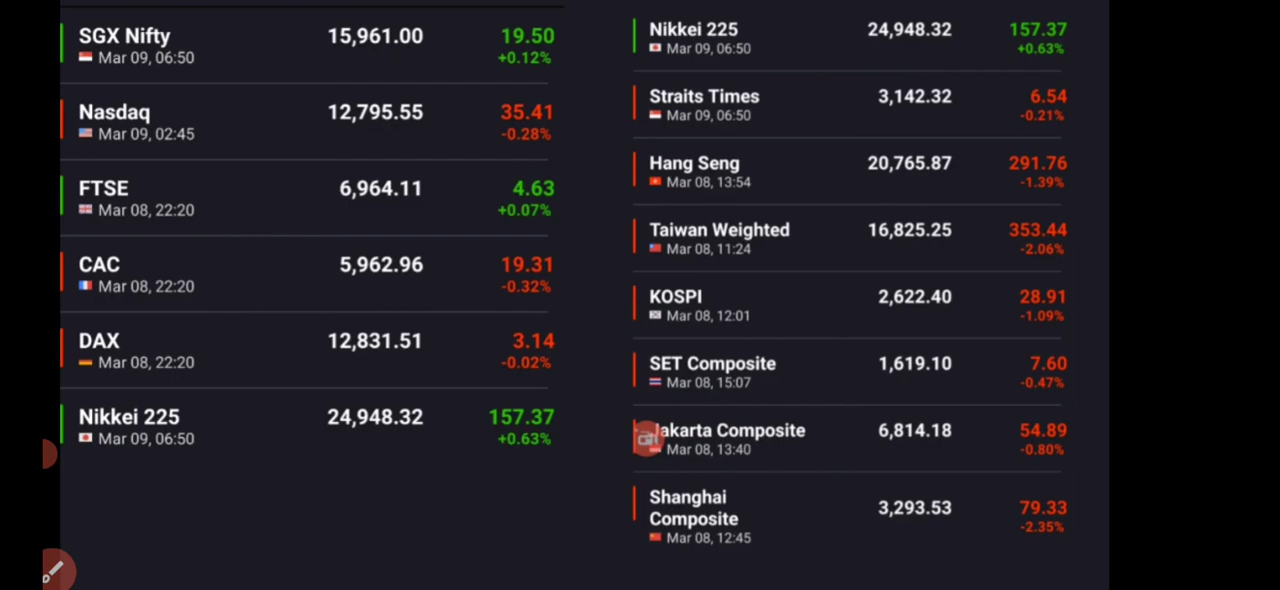 SGX Nifty 15,961.00 19.50
Mar 09, 06:50 +0.12%
Nasdaq 12,795.55 35.41
Mar 09, 02:45 -0.28%
FTSE 6,964.11 4.63
Mar 08, 22:20 +0.07%
CAC 5,962.96 19.31
Mar 08, 22:20 -0.32%
DAX 12,831.51 3.14
Mar 08, 22:20 -0.02%
Nikkei 225 24,948.32 157.37
Mar 09, 06:50 +0.63%
Nikkei 225 24,948.32 157.37
Mar 09, 06:50 +0.63%
Straits Times 3,142.32 6.54
Mar 09, 06:50 -0.21%
Hang Seng 20,765.87 291.76
Mar 08, 13:54 -1.39%
Taiwan Weighted 16,825.25 353.44
Mar 08, 11:24 -2.06%
KOSPI 2,622.40 28.91
Mar 08, 12:01 -1.09%
SET Composite 1,619.10 7.60
Mar 08, 15:07 -0.47%
Jakarta Composite 6,814.18 54.89
Mar 08, 13:40 -0.80%
Shanghai
Composite 3,293.53 79.33
Mar 08, 12:45 -2.35%